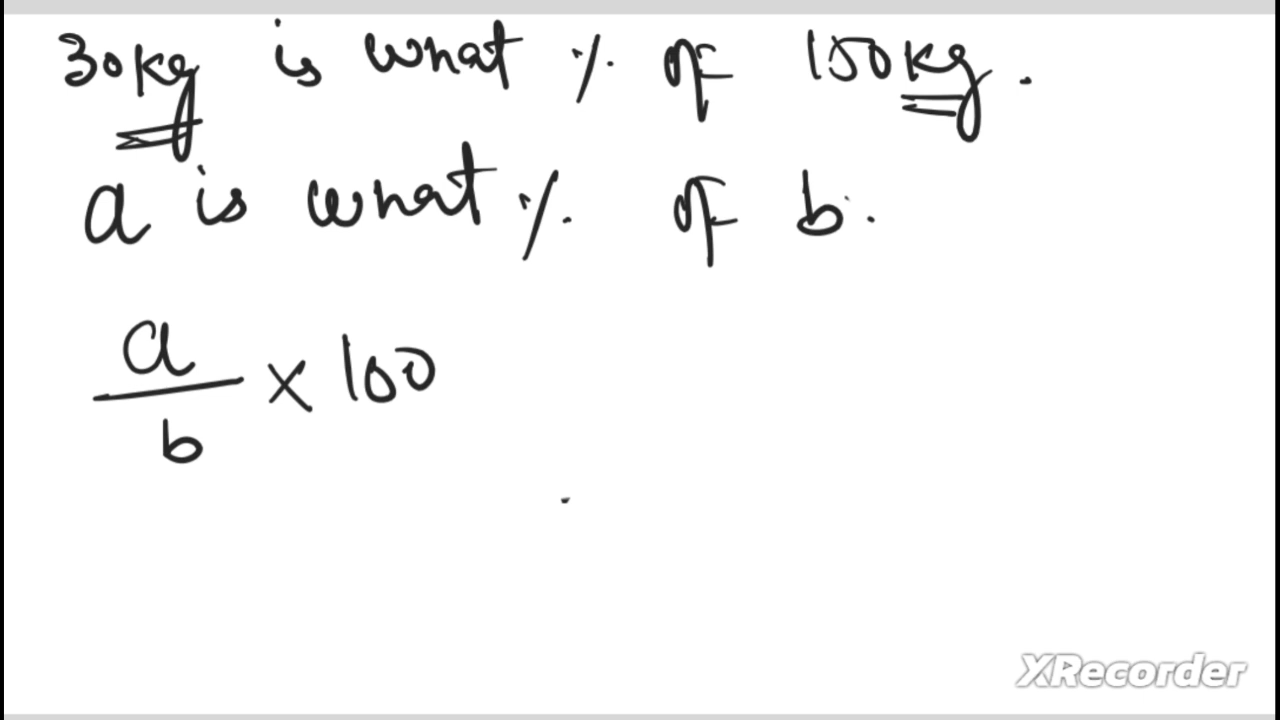 30kg is what % of 150kg.
a is what % of b.
a
b
× 100
XRecorder